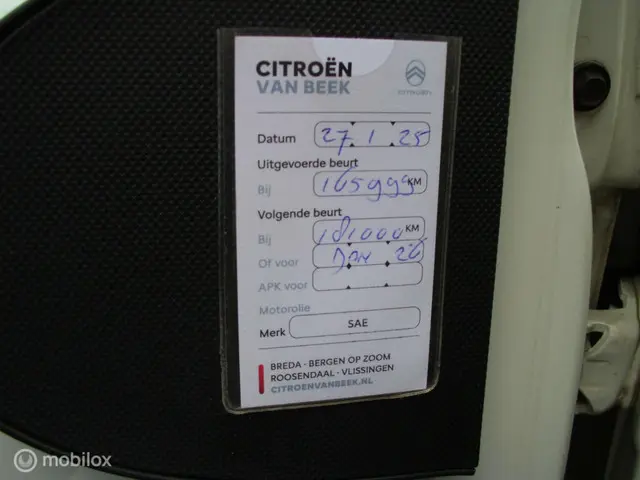 CITROËN
VAN BEEK
CITROËN
Datum 27 1 25
Uitgevoerde beurt
Bij 165999 KM
Volgende beurt
Bij 181000 KM
Of voor Jan 26
APK voor
Motorolie
Merk SAE
BREDA - BERGEN OP ZOOM
ROOSENDAAL - VLISSINGEN
CITROENVANBEEK.NL
mobilox